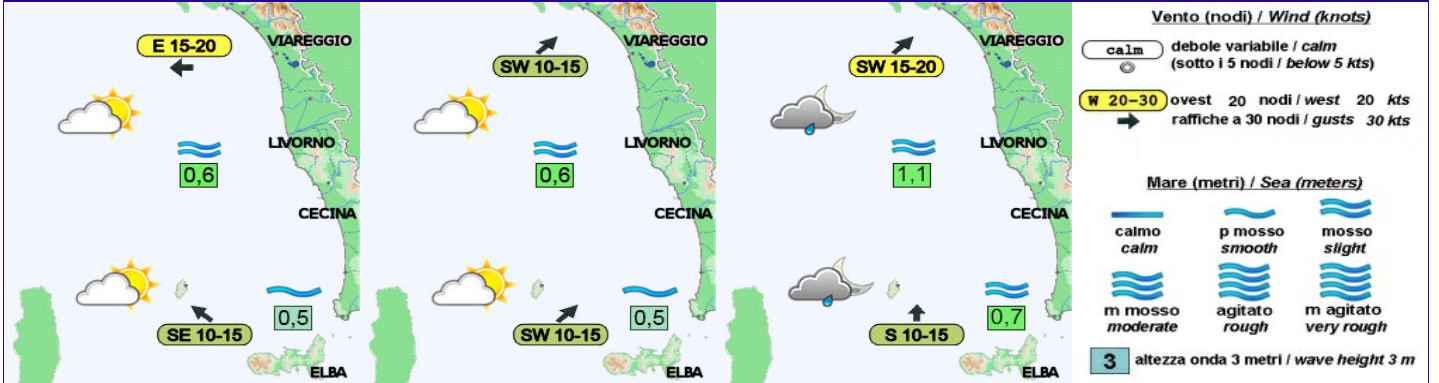 E 15-20
VIAREGGIO
LIVORNO
0,6
CECINA
0,5
SE 10-15
ELBA
VIAREGGIO
SW 10-15
LIVORNO
0,6
CECINA
0,5
SW 10-15
ELBA
VIAREGGIO
SW 15-20
LIVORNO
1,1
CECINA
0,7
S 10-15
ELBA
Vento (nodi) / Wind (knots)
calm
debole variabile / calm
(sotto i 5 nodi / below 5 kts)
W 20-30 ovest 20 nodi / west 20 kts
raffiche a 30 nodi / gusts 30 kts
Mare (metri) / Sea (meters)
calmo p mosso mosso
calm smooth slight
m mosso agitato m agitato
moderate rough very rough
3 altezza onda 3 metri / wave height 3 m